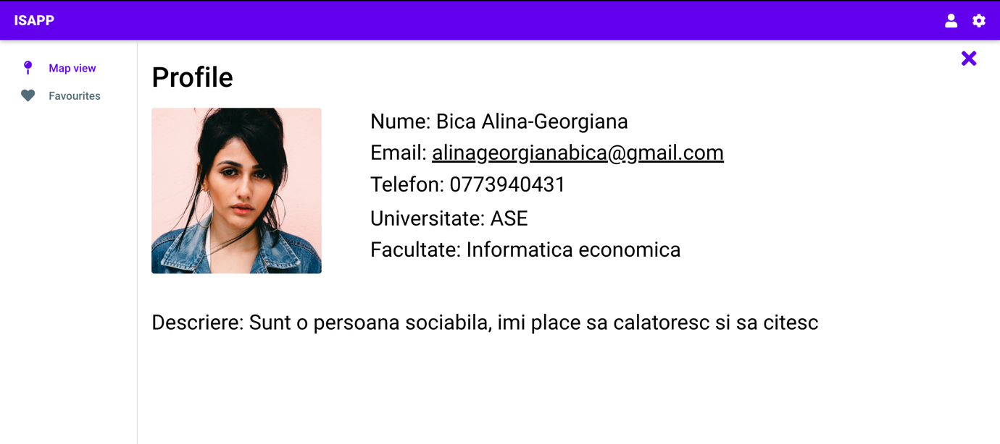 ISAPP
Map view
Favourites
Profile
Nume: Bica Alina-Georgiana
Email: alinageorgianabica@gmail.com
Telefon: 0773940431
Universitate: ASE
Facultate: Informatica economica
Descriere: Sunt o persoana sociabila, imi place sa calatoresc si sa citesc